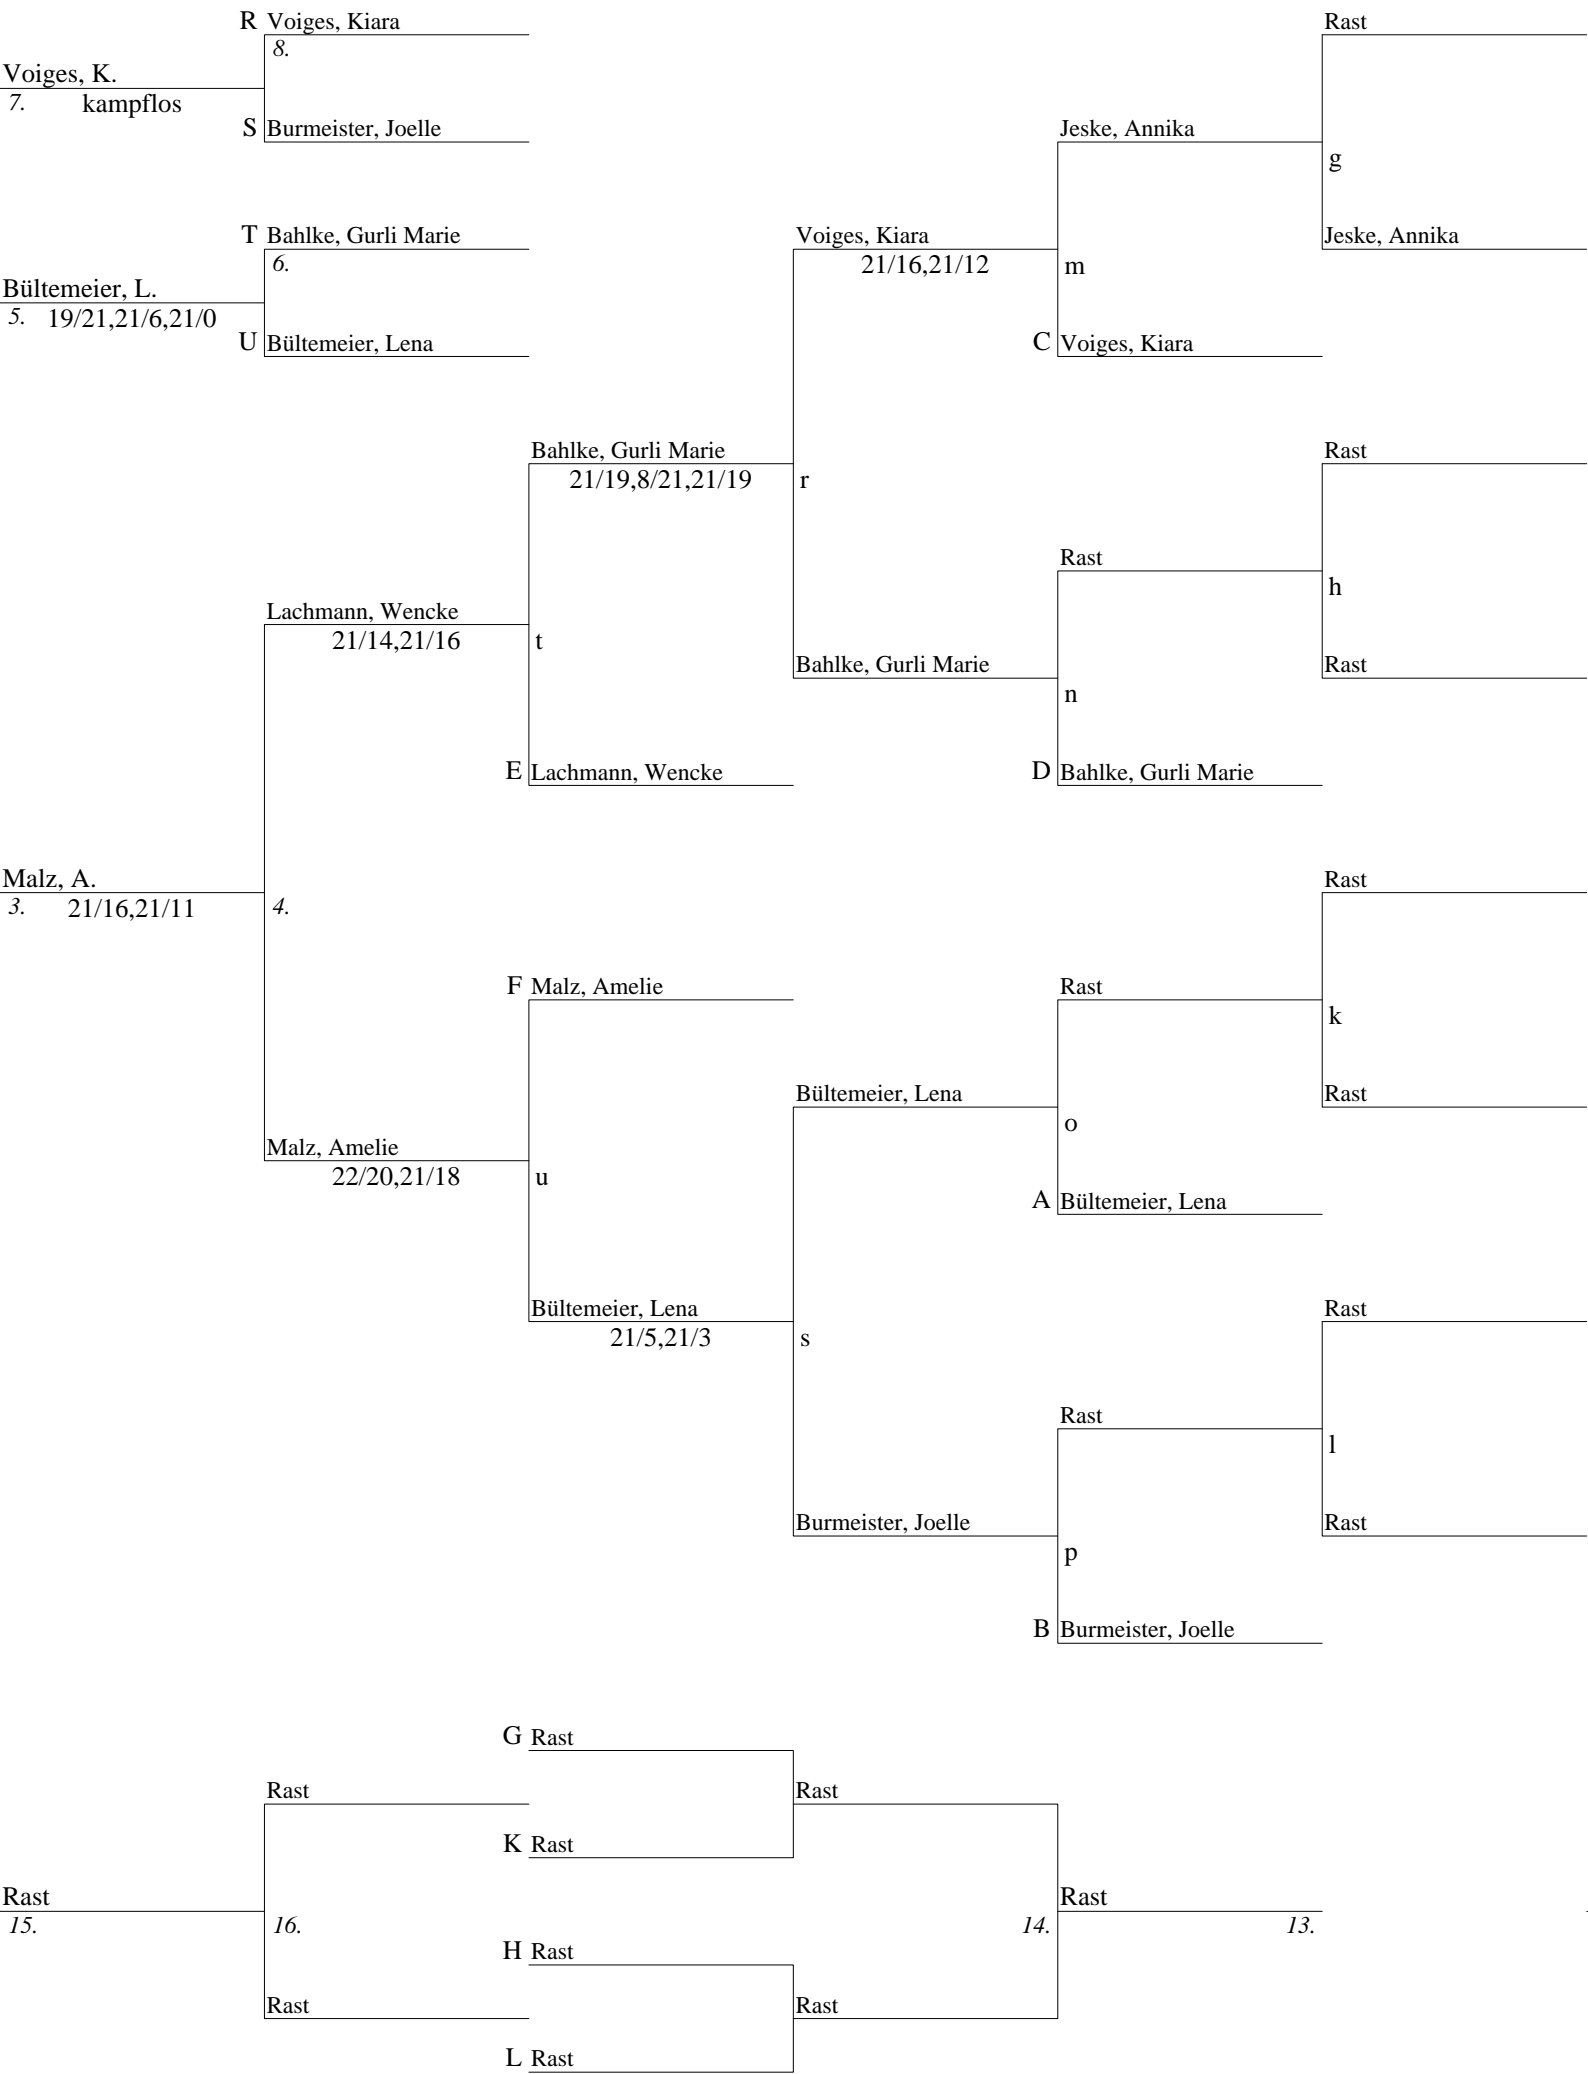 R Voiges, Kiara
Rast
8.
Voiges, K.
7. kampflos
S Burmeister, Joelle
Jeske, Annika
g
T Bahlke, Gurli Marie
Voiges, Kiara
Jeske, Annika
6.
21/16,21/12
m
Bültemeier, L.
5. 19/21,21/6,21/0
U Bültemeier, Lena
C Voiges, Kiara
Bahlke, Gurli Marie
Rast
21/19,8/21,21/19
r
Rast
h
Lachmann, Wencke
21/14,21/16
t
Bahlke, Gurli Marie
Rast
n
E Lachmann, Wencke
D Bahlke, Gurli Marie
Malz, A.
Rast
3. 21/16,21/11
4.
F Malz, Amelie
Rast
k
Bültemeier, Lena
Rast
o
Malz, Amelie
22/20,21/18
u
A Bültemeier, Lena
Bültemeier, Lena
Rast
21/5,21/3
s
Rast
l
Burmeister, Joelle
Rast
p
B Burmeister, Joelle
G Rast
Rast
Rast
K Rast
Rast
Rast
15.
16.
14.
13.
H Rast
Rast
Rast
L Rast